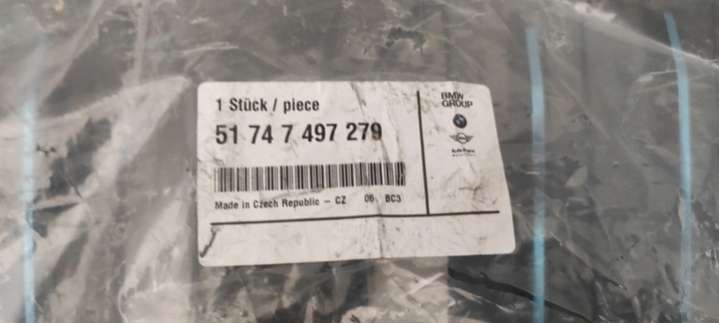 1 Stück / piece
51 74 7 497 279
Made in Czech Republic – CZ 06 BC3
BMW
GROUP